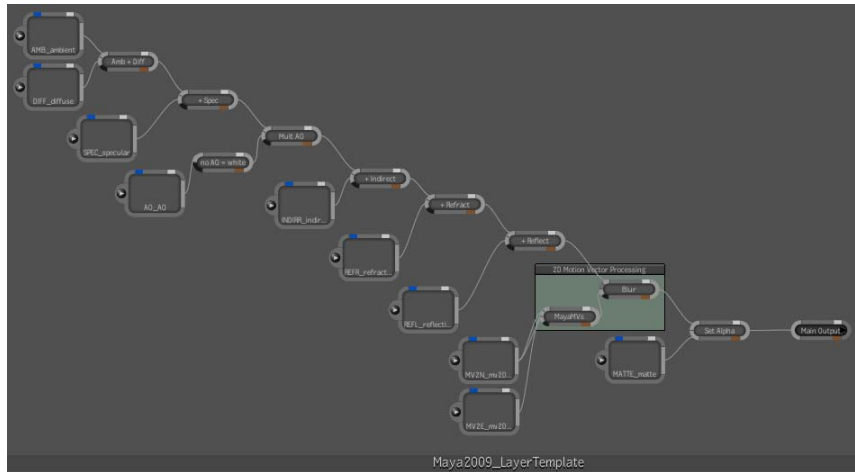 AMB_ambient
Amb + Diff
DIFF_diffuse
+ Spec
SPEC_specular
Mult AO
no AO = white
AO_AO
+ Indirect
INDIRR_indir...
+ Refract
REFR_refract...
+ Reflect
REFL_reflecti...
2D Motion Vector Processing
Blur
MayaMVs
Set Alpha
Main Output
MV2N_mv2D...
MATTE_matte
MV2E_mv2D...
Maya2009_LayerTemplate